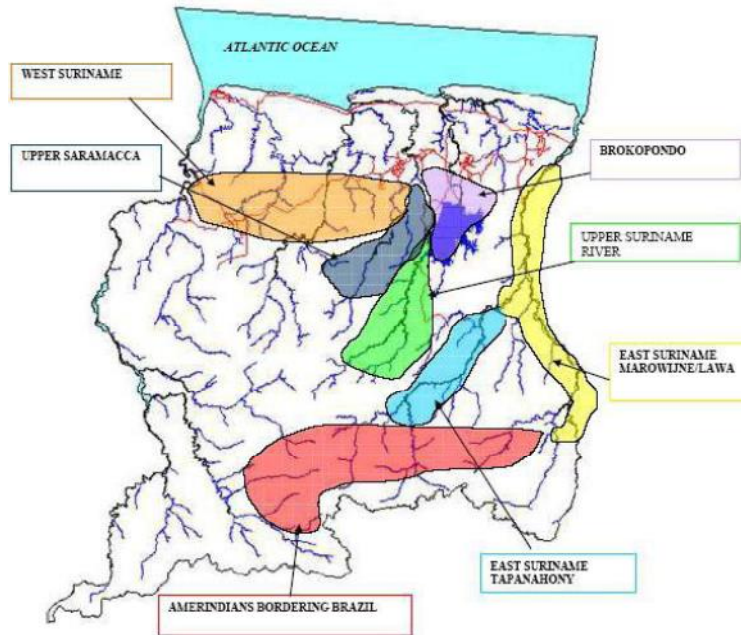 ATLANTIC OCEAN
WEST SURINAME
UPPER SARAMACCA
BROKOPONDO
UPPER SURINAME
RIVER
EAST SURINAME
MAROWIJNE/LAWA
EAST SURINAME
TAPANAHONY
AMERINDIANS BORDERING BRAZIL